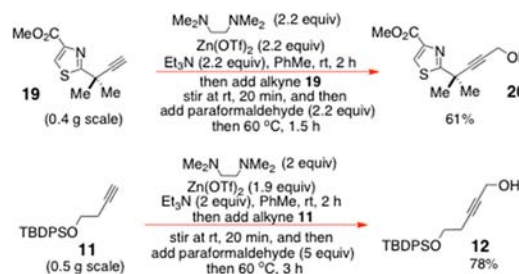 Me₂N NMe₂ (2.2 equiv)
Zn(OTf)₂ (2.2 equiv)
Et₃N (2.2 equiv), PhMe, rt, 2 h
then add alkyne 19
stir at rt, 20 min, and then
add paraformaldehyde (2.2 equiv)
then 60 °C, 1.5 h
MeO₂C
N
S
Me Me
19
(0.4 g scale)
MeO₂C
N
S
Me Me
61%
Me₂N NMe₂ (2 equiv)
Zn(OTf)₂ (1.9 equiv)
Et₃N (2 equiv), PhMe, rt, 2 h
then add alkyne 11
stir at rt, 20 min, and then
add paraformaldehyde (5 equiv)
then 60 °C, 3 h
TBDPSO
11
(0.5 g scale)
OH
TBDPSO
12
78%